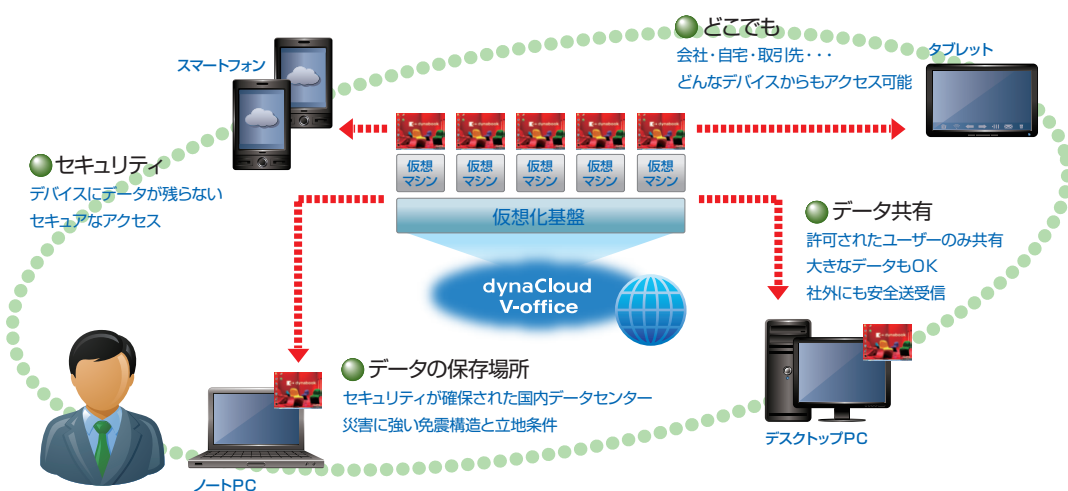 どこでも
会社・自宅・取引先・・・
どんなデバイスからもアクセス可能
スマートフォン
タブレット
セキュリティ
デバイスにデータが残らない
セキュアなアクセス
dynabook
dynabook
dynabook
dynabook
dynabook
仮想
マシン
仮想
マシン
仮想
マシン
仮想
マシン
仮想
マシン
仮想化基盤
dynaCloud
V-office
データ共有
許可されたユーザーのみ共有
大きなデータもOK
社外にも安全送受信
データの保存場所
セキュリティが確保された国内データセンター
災害に強い免震構造と立地条件
dynabook
ノートPC
dynabook
デスクトップPC